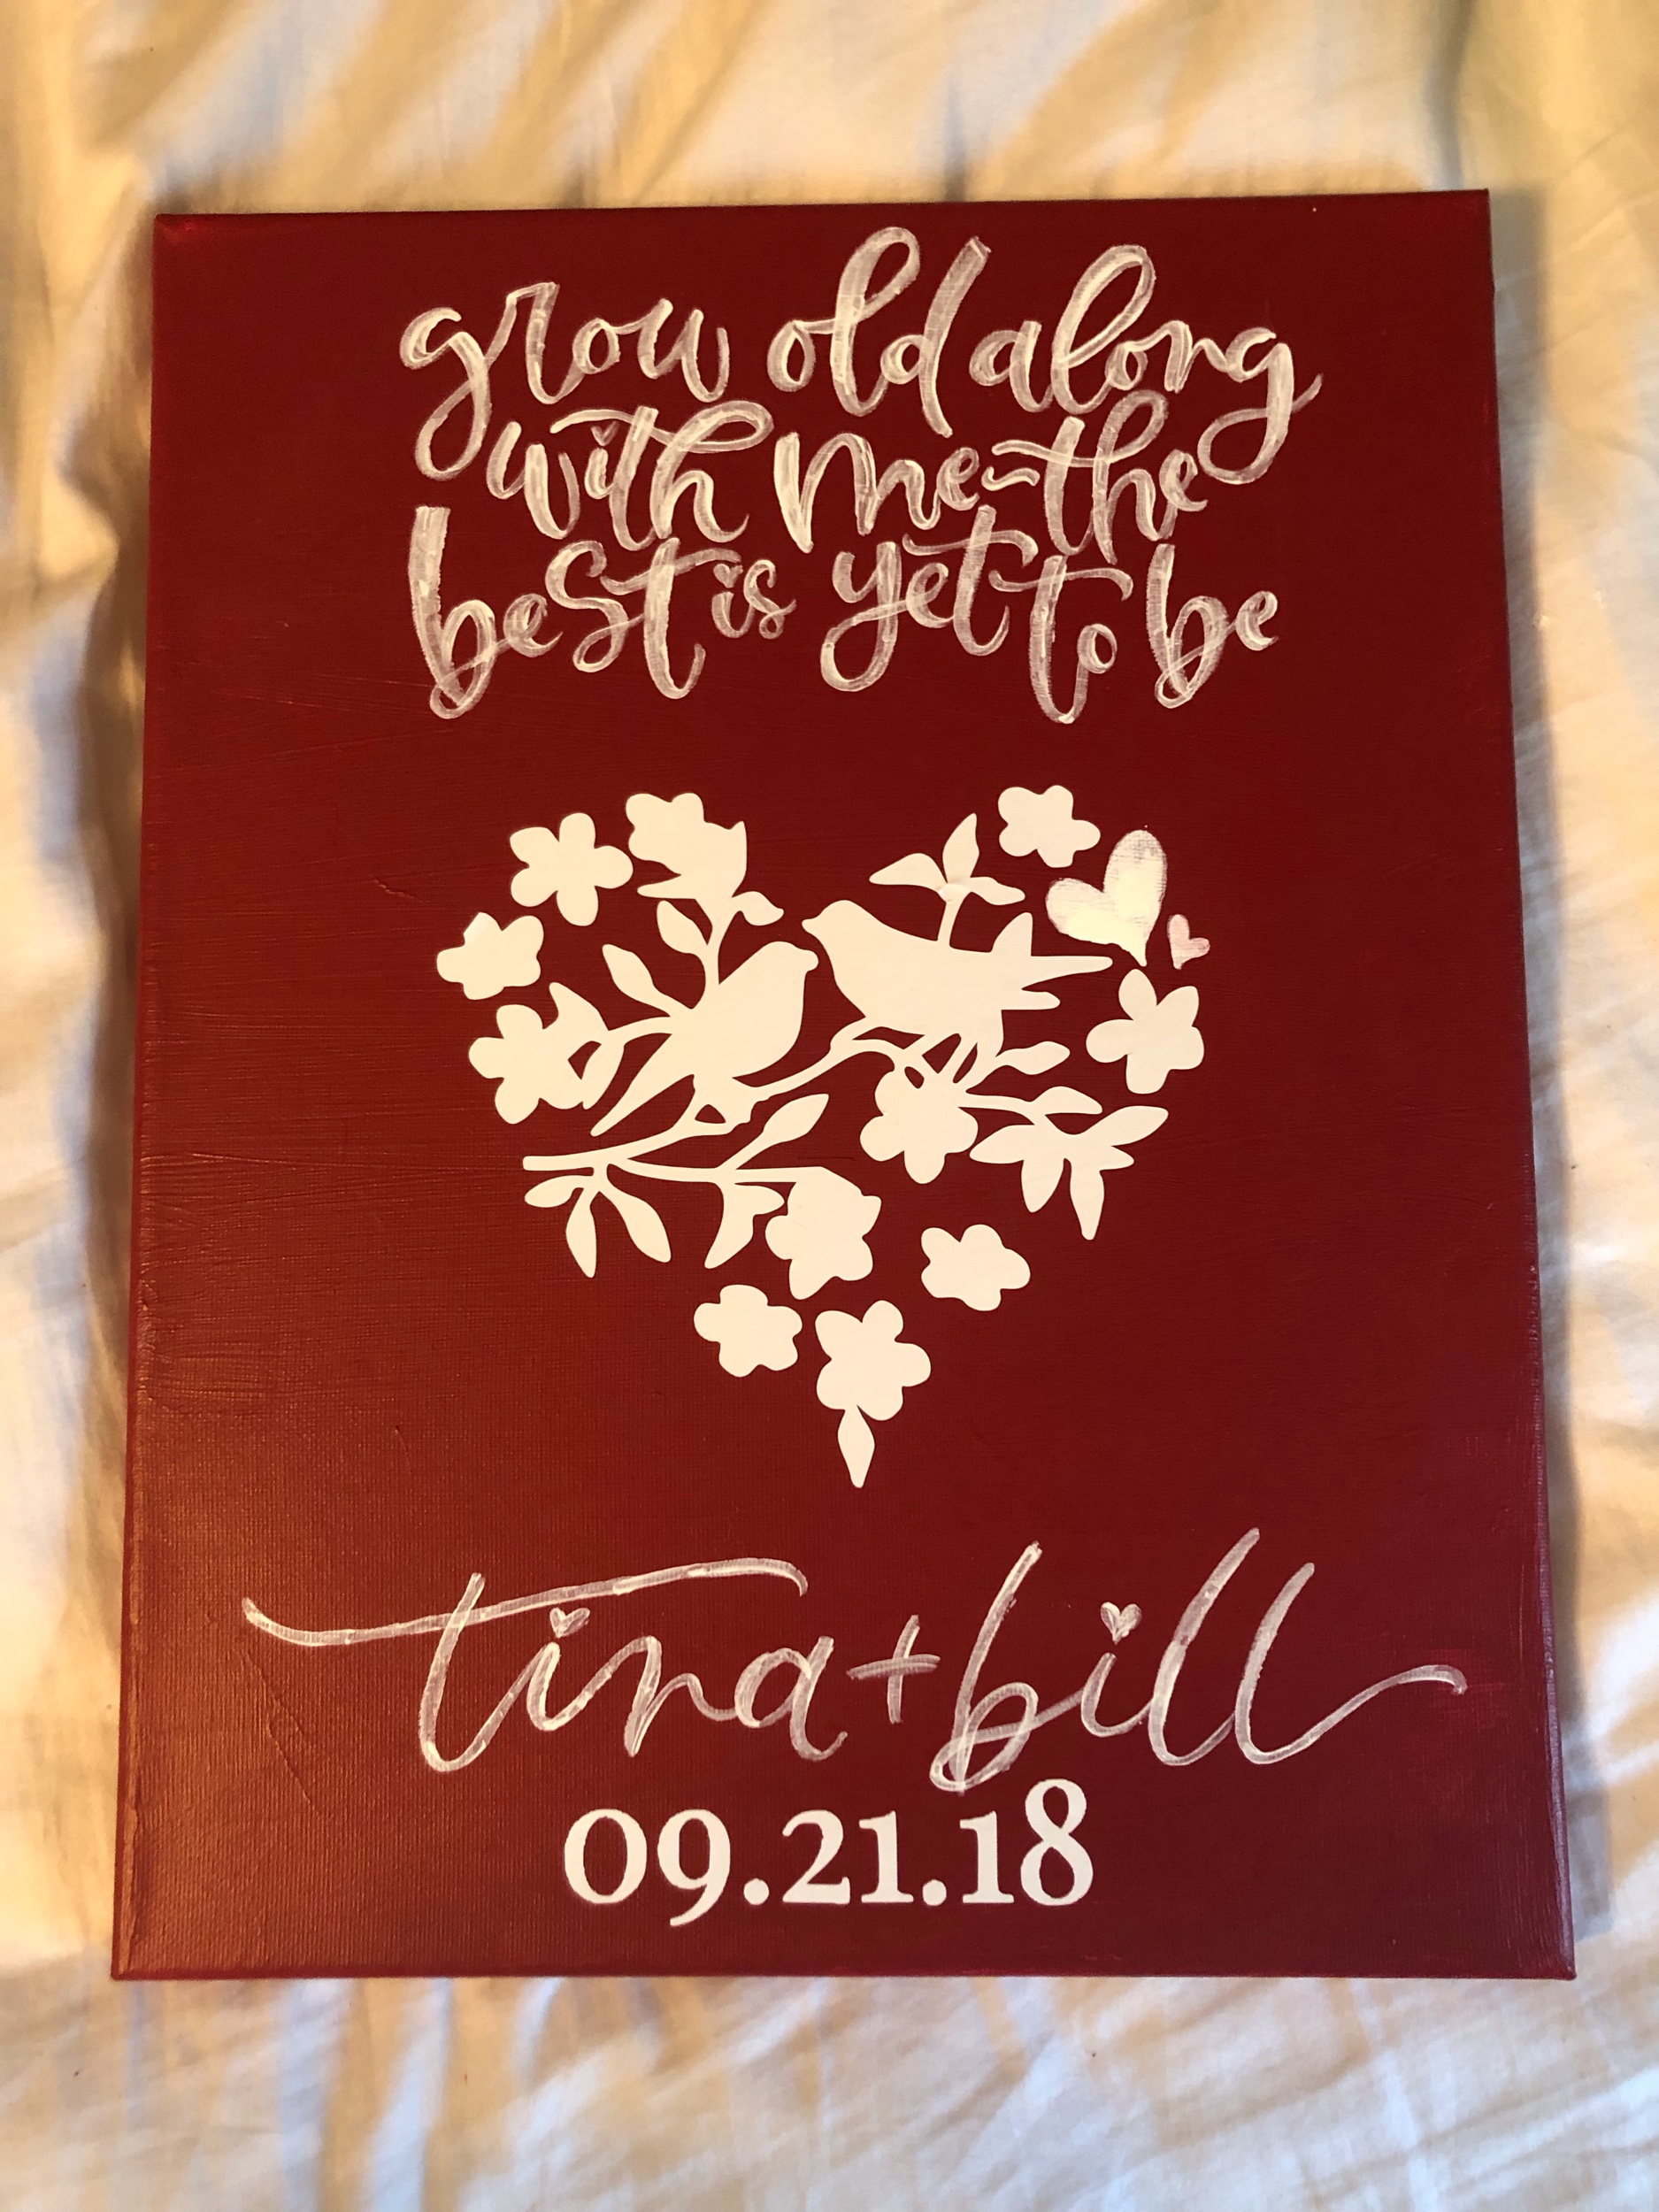 grow old along
with me-the
best is yet to be
tina + bill
09.21.18